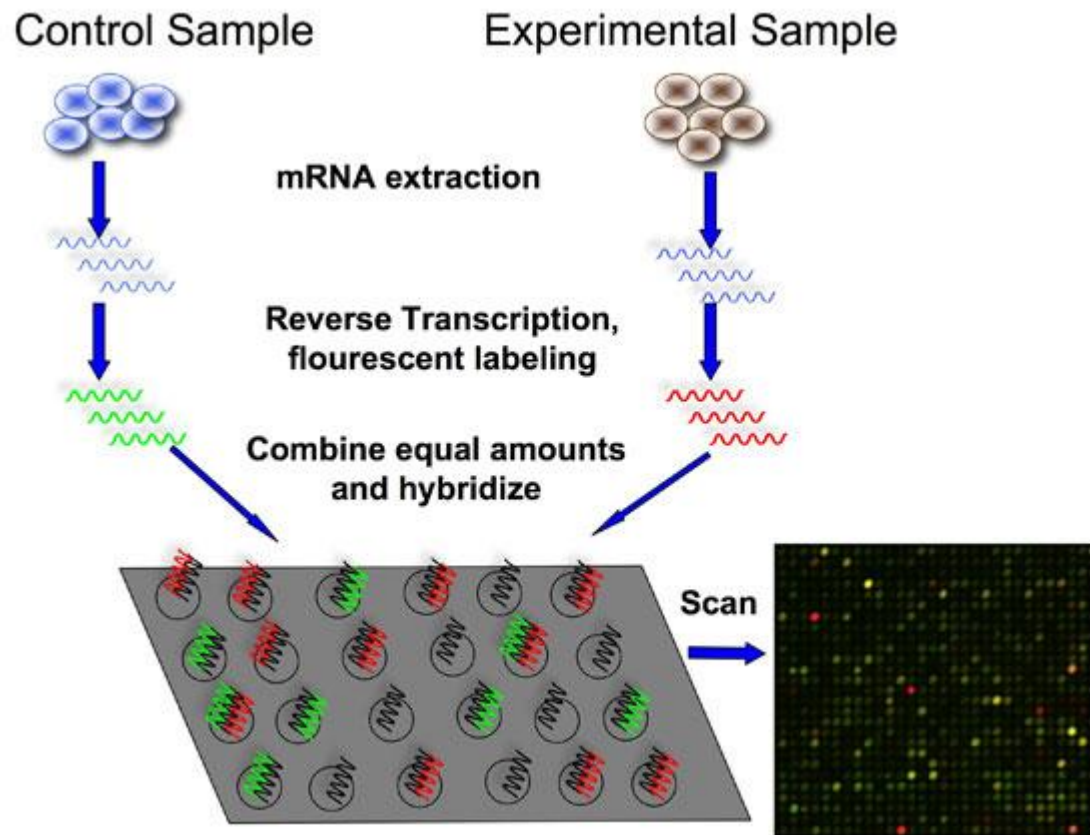 Control Sample
Experimental Sample
mRNA extraction
Reverse Transcription,
flourescent labeling
Combine equal amounts
and hybridize
Scan